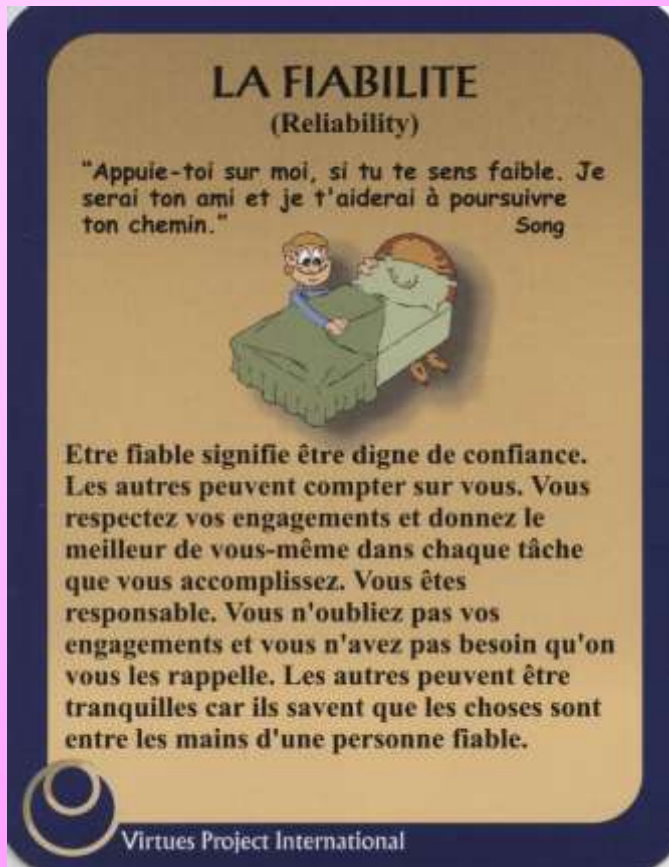 LA FIABILITE
(Reliability)
"Appuie-toi sur moi, si tu te sens faible. Je
serai ton ami et je t'aiderai à poursuivre
ton chemin."
Song
Etre fiable signifie être digne de confiance.
Les autres peuvent compter sur vous. Vous
respectez vos engagements et donnez le
meilleur de vous-même dans chaque tâche
que vous accomplissez. Vous êtes
responsable. Vous n'oubliez pas vos
engagements et vous n'avez pas besoin qu'on
vous les rappelle. Les autres peuvent être
tranquilles car ils savent que les choses sont
entre les mains d'une personne fiable.
Virtues Project International